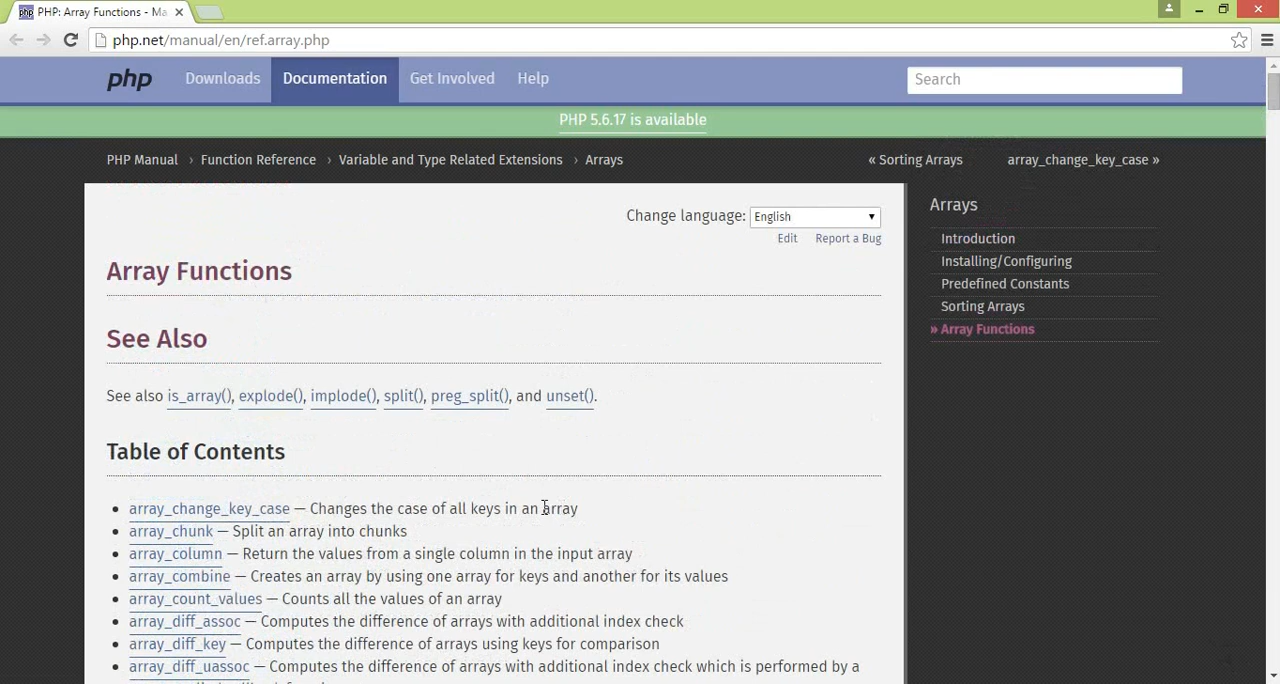 php PHP: Array Functions - Ma
php.net/manual/en/ref.array.php
php Downloads Documentation Get Involved Help Search
PHP 5.6.17 is available
PHP Manual › Function Reference › Variable and Type Related Extensions › Arrays « Sorting Arrays array_change_key_case »
Change language: English
Edit Report a Bug
Array Functions
See Also
See also is_array(), explode(), implode(), split(), preg_split(), and unset().
Table of Contents
• array_change_key_case — Changes the case of all keys in an array
• array_chunk — Split an array into chunks
• array_column — Return the values from a single column in the input array
• array_combine — Creates an array by using one array for keys and another for its values
• array_count_values — Counts all the values of an array
• array_diff_assoc — Computes the difference of arrays with additional index check
• array_diff_key — Computes the difference of arrays using keys for comparison
• array_diff_uassoc — Computes the difference of arrays with additional index check which is performed by a
Arrays
Introduction
Installing/Configuring
Predefined Constants
Sorting Arrays
» Array Functions